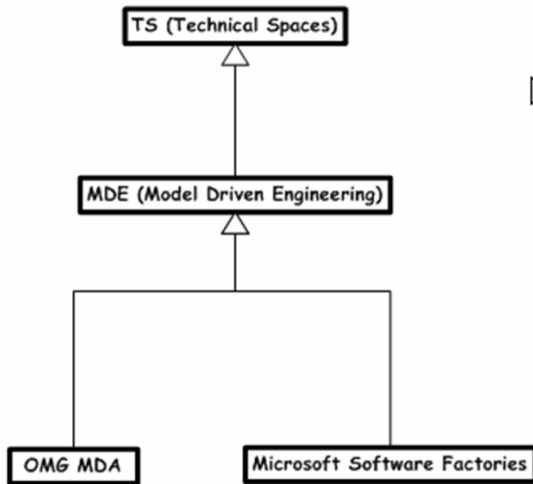 TS (Technical Spaces)
MDE (Model Driven Engineering)
OMG MDA
Microsoft Software Factories